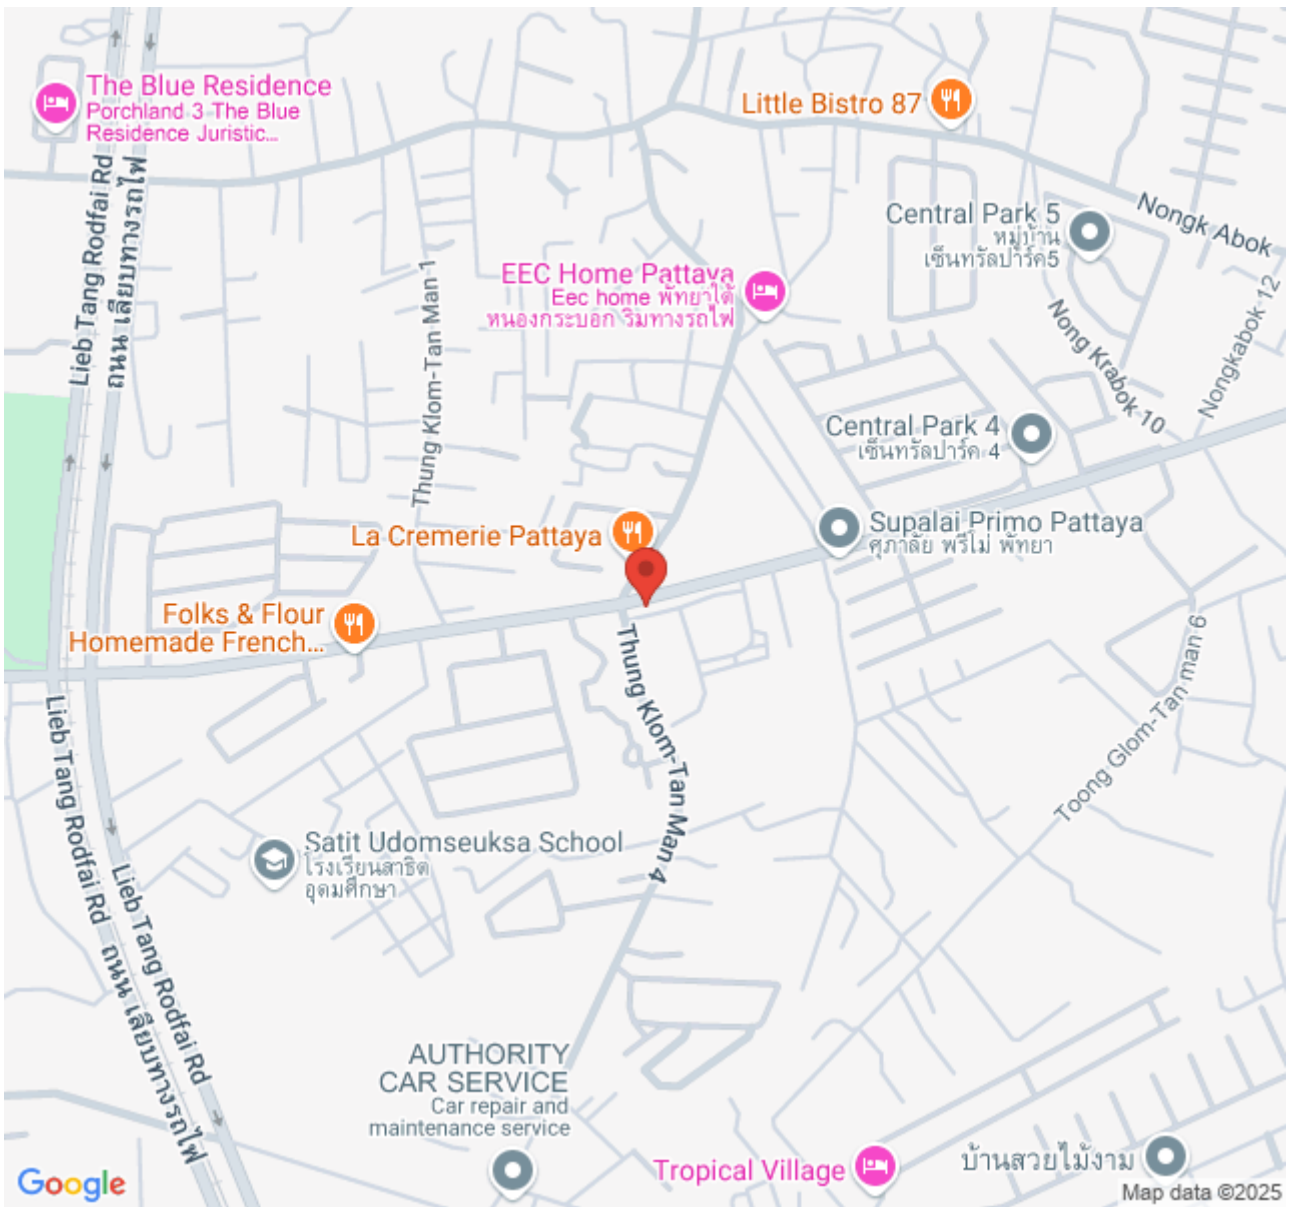 The Blue Residence
Porchland 3 The Blue
Residence Juristic...
Little Bistro 87
Lieb Tang Rodfai Rd
ถนน เลียบทางรถไฟ
Central Park 5
หมู่บ้าน
เซ็นทรัลปาร์ค5
Nongk Abok
EEC Home Pattaya
Eec home พัทยาใต้
หนองกระบอก ริมทางรถไฟ
Thung Klom-Tan Man 1
Nong Krabok 10
Nongkabok 12
Central Park 4
เซ็นทรัลปาร์ค 4
La Cremerie Pattaya
Supalai Primo Pattaya
ศุภาลัย พรีโม่ พัทยา
Folks & Flour
Homemade French...
Thung Klom-Tan Man 4
Toong Glom-Tan man 6
Lieb Tang Rodfai Rd
ถนน เลียบทางรถไฟ
Lieb Tang Rodfai Rd
Satit Udomseuksa School
โรงเรียนสาธิต
อุดมศึกษา
AUTHORITY
CAR SERVICE
Car repair and
maintenance service
Tropical Village
บ้านสวยไม้งาม
Google
Map data ©2025